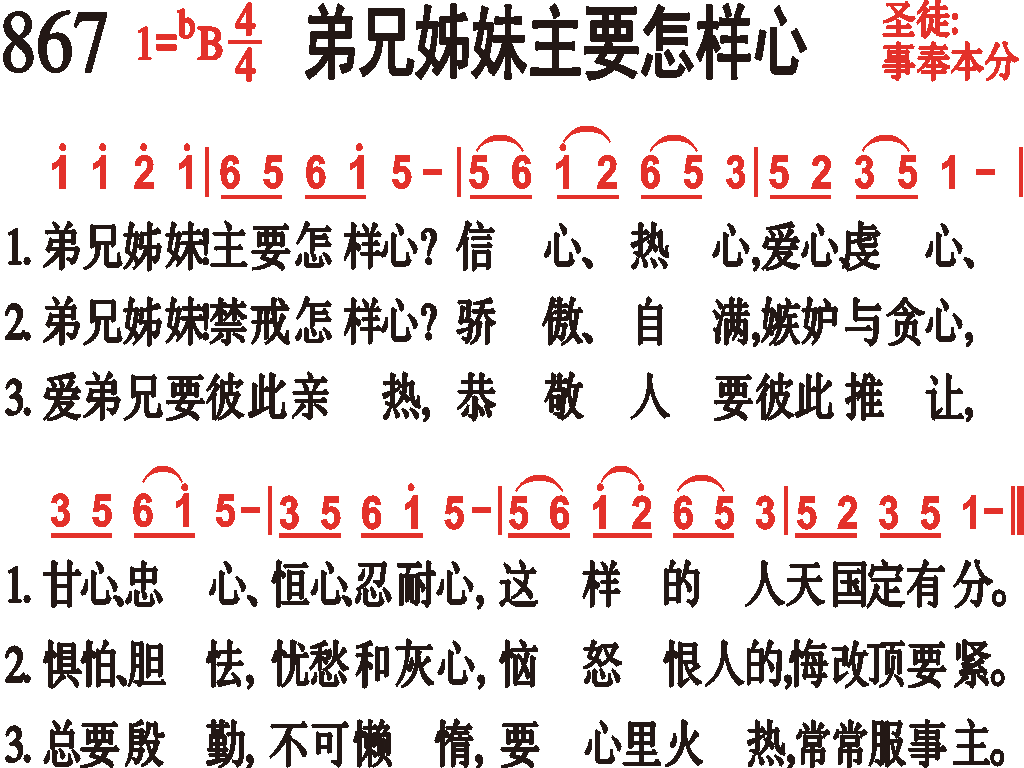 867 1=bB 4/4 弟兄姊妹主要怎样心 圣徒:
事奉本分
i i 2̇ i | 6 5 6 i 5 – | 5 6 i 2 6 5 3 | 5 2 3 5 1 – |
1. 弟兄姊妹!主要怎样心? 信心、热心,爱心、虔心、
2. 弟兄姊妹!禁戒怎样心? 骄傲、自满,嫉妒与贪心,
3. 爱弟兄要彼此亲热, 恭敬人要彼此推让,
3 5 6 i 5 – | 3 5 6 i 5 – | 5 6 i 2̇ 6 5 3 | 5 2 3 5 1 – ‖
1. 甘心、忠心、恒心、忍耐心, 这样的人天国定有分。
2. 惧怕、胆怯, 忧愁和灰心, 恼怒恨人的,悔改顶要紧。
3. 总要殷勤, 不可懒惰, 要心里火热,常常服事主。